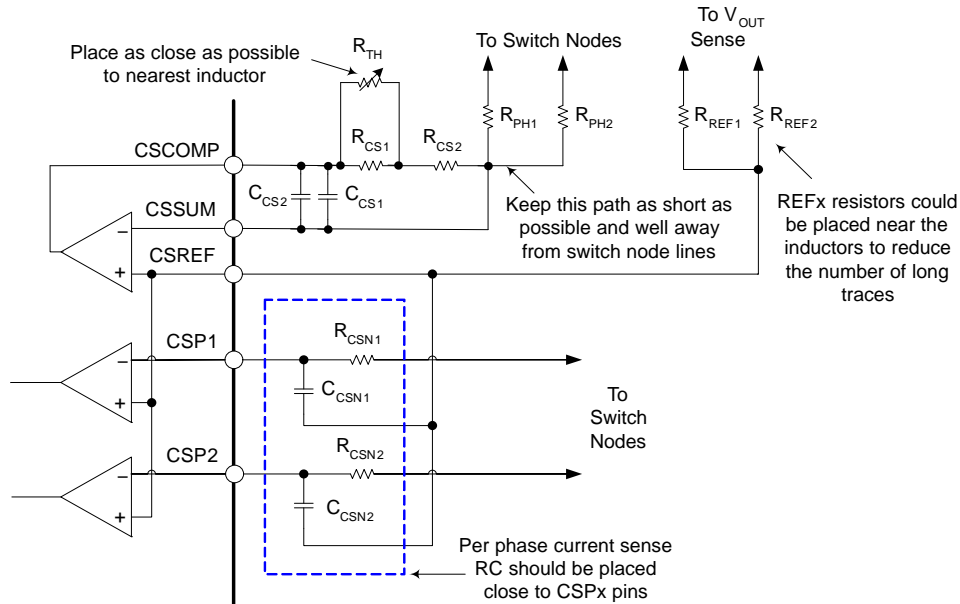 Place as close as possible
to nearest inductor
R_TH
To Switch Nodes
To V_OUT
Sense
R_PH1
R_PH2
R_REF1
R_REF2
CSCOMP
R_CS1
R_CS2
C_CS2
C_CS1
CSSUM
Keep this path as short as
possible and well away
from switch node lines
REFx resistors could
be placed near the
inductors to reduce
the number of long
traces
CSREF
CSP1
R_CSN1
C_CSN1
To
Switch
Nodes
CSP2
R_CSN2
C_CSN2
Per phase current sense
RC should be placed
close to CSPx pins